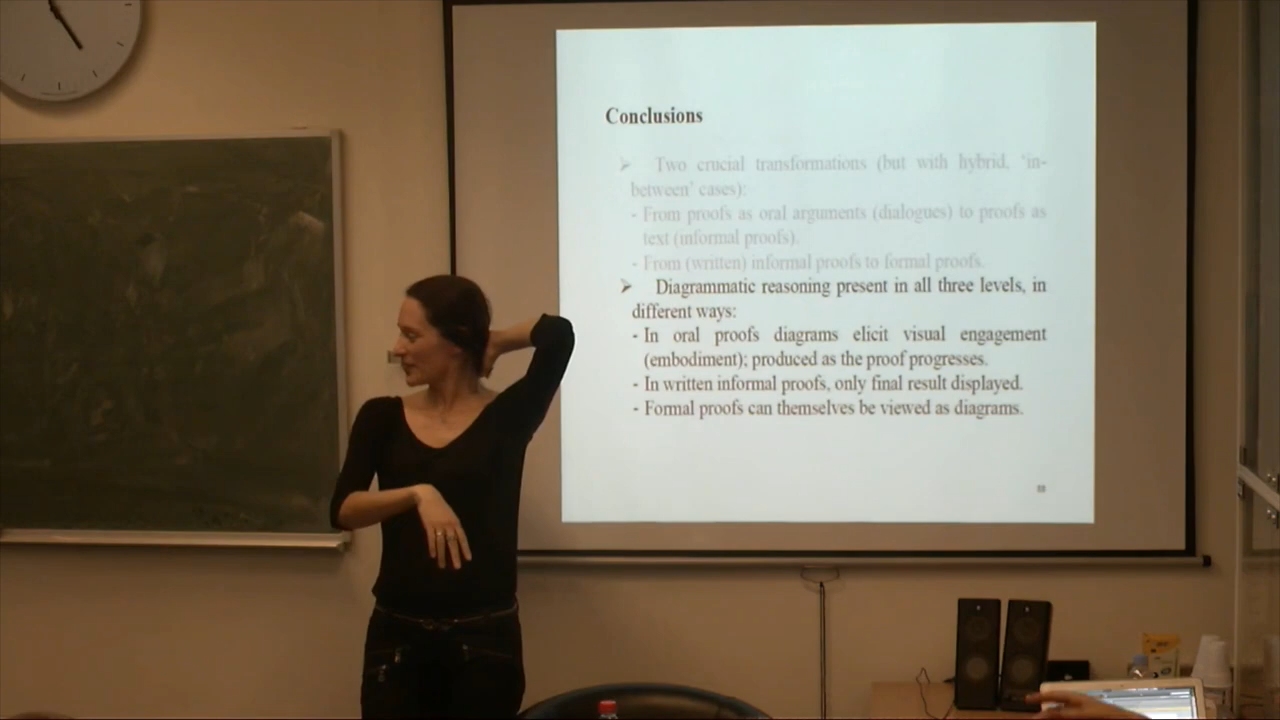 Conclusions
➢ Two crucial transformations (but with hybrid, 'in-
between' cases):
- From proofs as oral arguments (dialogues) to proofs as
text (informal proofs).
- From (written) informal proofs to formal proofs.
➢ Diagrammatic reasoning present in all three levels, in
different ways:
- In oral proofs diagrams elicit visual engagement
(embodiment); produced as the proof progresses.
- In written informal proofs, only final result displayed.
- Formal proofs can themselves be viewed as diagrams.